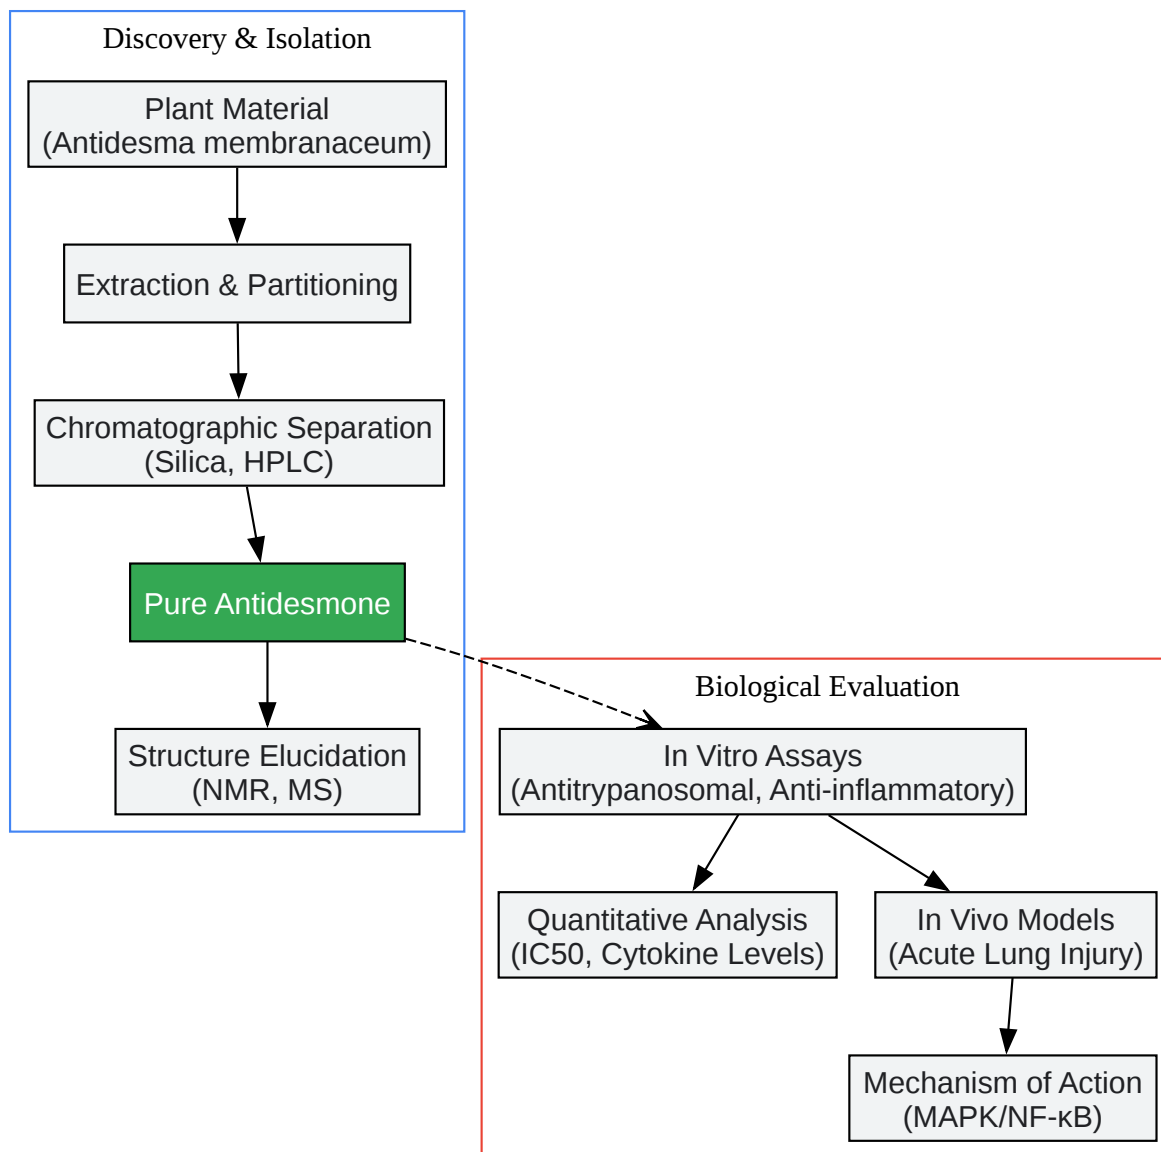 Discovery & Isolation
Plant Material
(Antidesma membranaceum)
Extraction & Partitioning
Chromatographic Separation
(Silica, HPLC)
Pure Antidesmone
Structure Elucidation
(NMR, MS)
Biological Evaluation
In Vitro Assays
(Antitrypanosomal, Anti-inflammatory)
Quantitative Analysis
(IC50, Cytokine Levels)
In Vivo Models
(Acute Lung Injury)
Mechanism of Action
(MAPK/NF-κB)